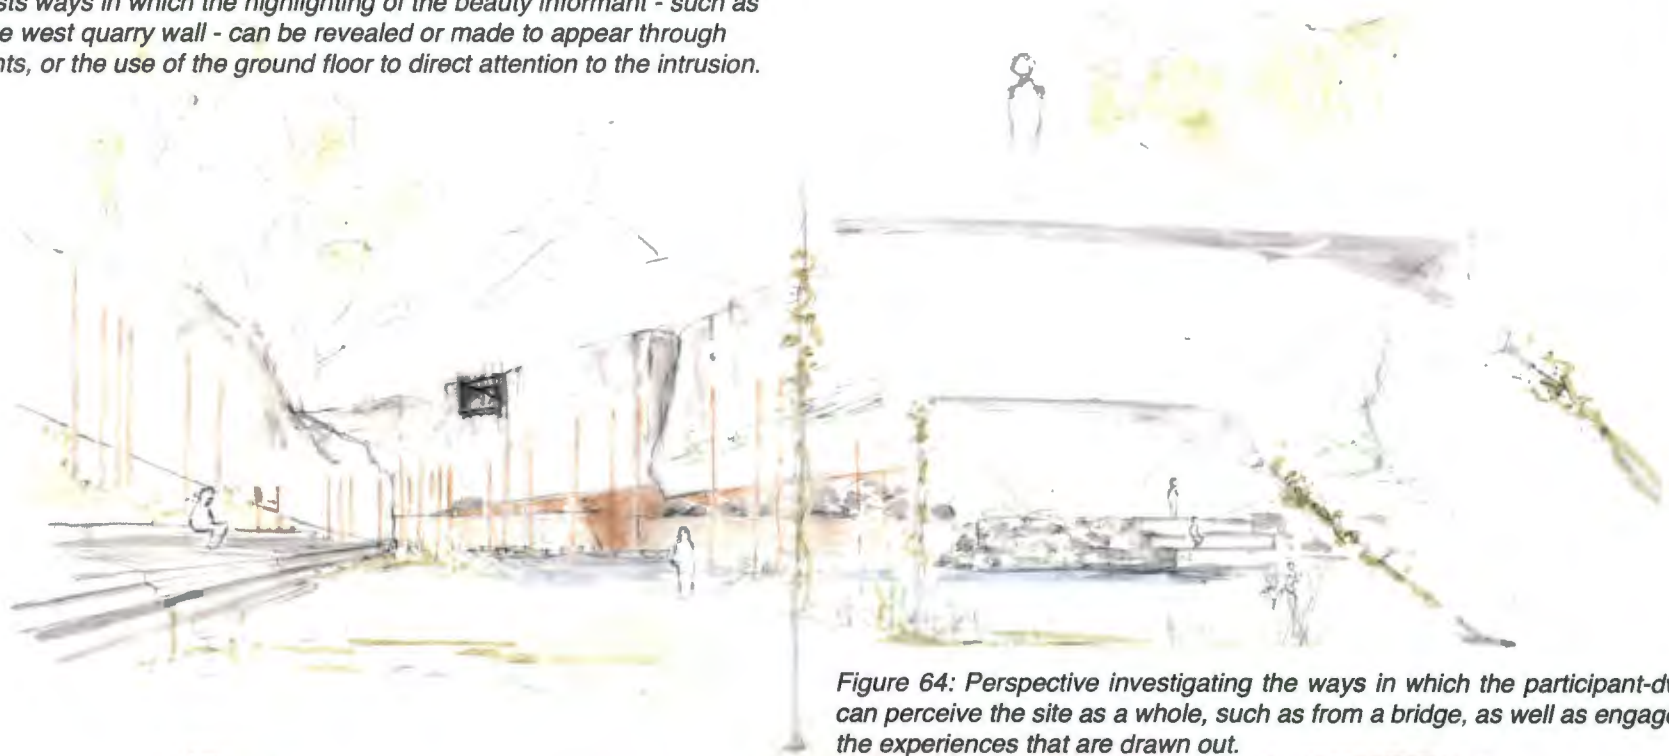 sts ways in which the highlighting of the beauty informant - such as
e west quarry wall - can be revealed or made to appear through
nts, or the use of the ground floor to direct attention to the intrusion.
Figure 64: Perspective investigating the ways in which the participant-dw
can perceive the site as a whole, such as from a bridge, as well as engage
the experiences that are drawn out.